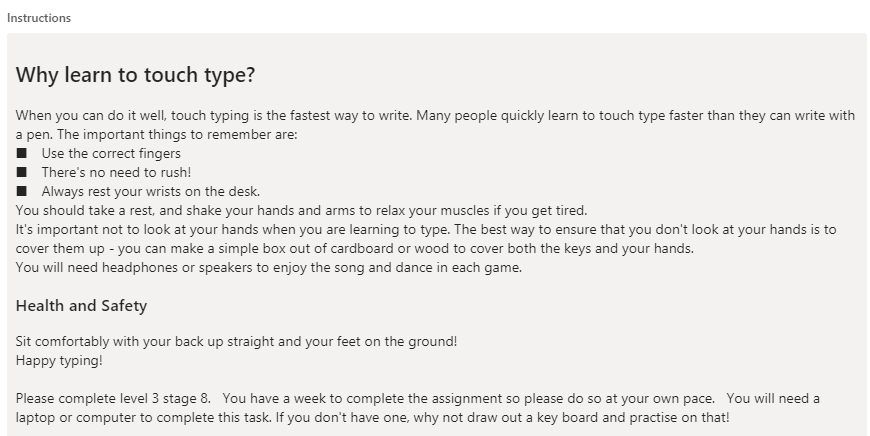 Instructions
Why learn to touch type?
When you can do it well, touch typing is the fastest way to write. Many people quickly learn to touch type faster than they can write with
a pen. The important things to remember are:
■ Use the correct fingers
■ There's no need to rush!
■ Always rest your wrists on the desk.
You should take a rest, and shake your hands and arms to relax your muscles if you get tired.
It's important not to look at your hands when you are learning to type. The best way to ensure that you don't look at your hands is to
cover them up - you can make a simple box out of cardboard or wood to cover both the keys and your hands.
You will need headphones or speakers to enjoy the song and dance in each game.
Health and Safety
Sit comfortably with your back up straight and your feet on the ground!
Happy typing!
Please complete level 3 stage 8. You have a week to complete the assignment so please do so at your own pace. You will need a
laptop or computer to complete this task. If you don't have one, why not draw out a key board and practise on that!